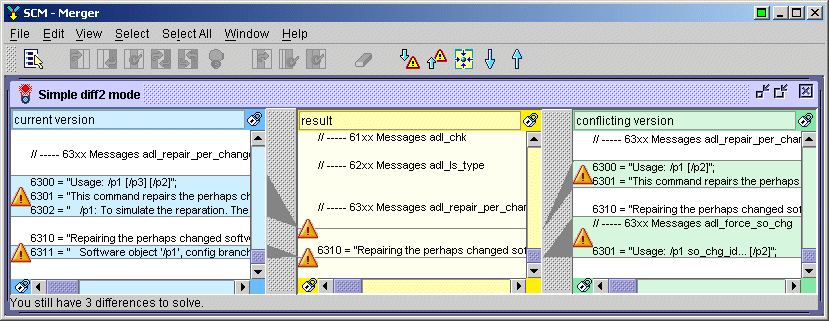 SCM - Merger
File Edit View Select Select All Window Help
Simple diff2 mode
current version
// ----- 63xx Messages adl_repair_per_change
6300 = "Usage: /p1 [/p3] [/p2]";
6301 = "This command repairs the perhaps ch
6302 = " /p1: To simulate the reparation. The
6310 = "Repairing the perhaps changed softw
6311 = " Software object '/p1', config branch
result
// ----- 61xx Messages adl_chk
// ----- 62xx Messages adl_ls_type
// ----- 63xx Messages adl_repair_per_chan
6310 = "Repairing the perhaps changed sof
conflicting version
// ----- 63xx Messages adl_repair_per_chan
6300 = "Usage: /p1 [/p2]";
6301 = "This command repairs the perhaps
6310 = "Repairing the perhaps changed sof
// ----- 63xx Messages adl_force_so_chg
6301 = "Usage: /p1 so_chg_id... [/p2]";
You still have 3 differences to solve.